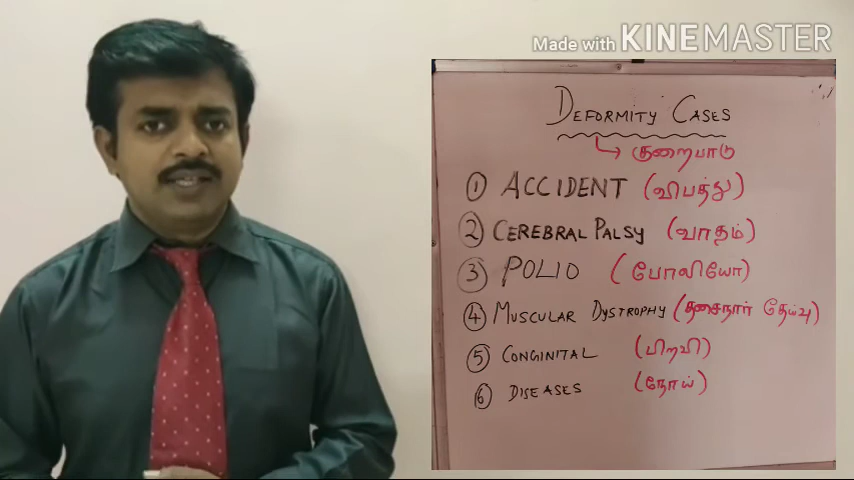 Made with KINEMASTER
DEFORMITY CASES
குறைபாடு
① ACCIDENT (விபத்து)
② CEREBRAL PALSY (வாதம்)
③ POLIO (போலியோ)
④ MUSCULAR DYSTROPHY (தசைநார் தேய்வு)
⑤ CONGINITAL (பிறவி)
⑥ DISEASES (நோய்)